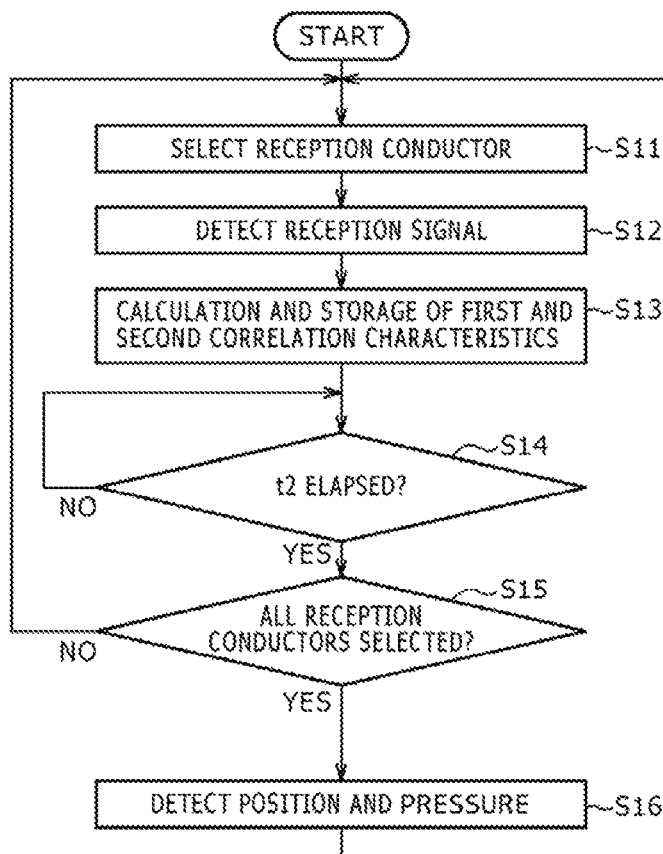 START
SELECT RECEPTION CONDUCTOR
S11
DETECT RECEPTION SIGNAL
S12
CALCULATION AND STORAGE OF FIRST AND
SECOND CORRELATION CHARACTERISTICS
S13
S14
t2 ELAPSED?
NO
YES
S15
ALL RECEPTION
CONDUCTORS SELECTED?
NO
YES
DETECT POSITION AND PRESSURE
S16